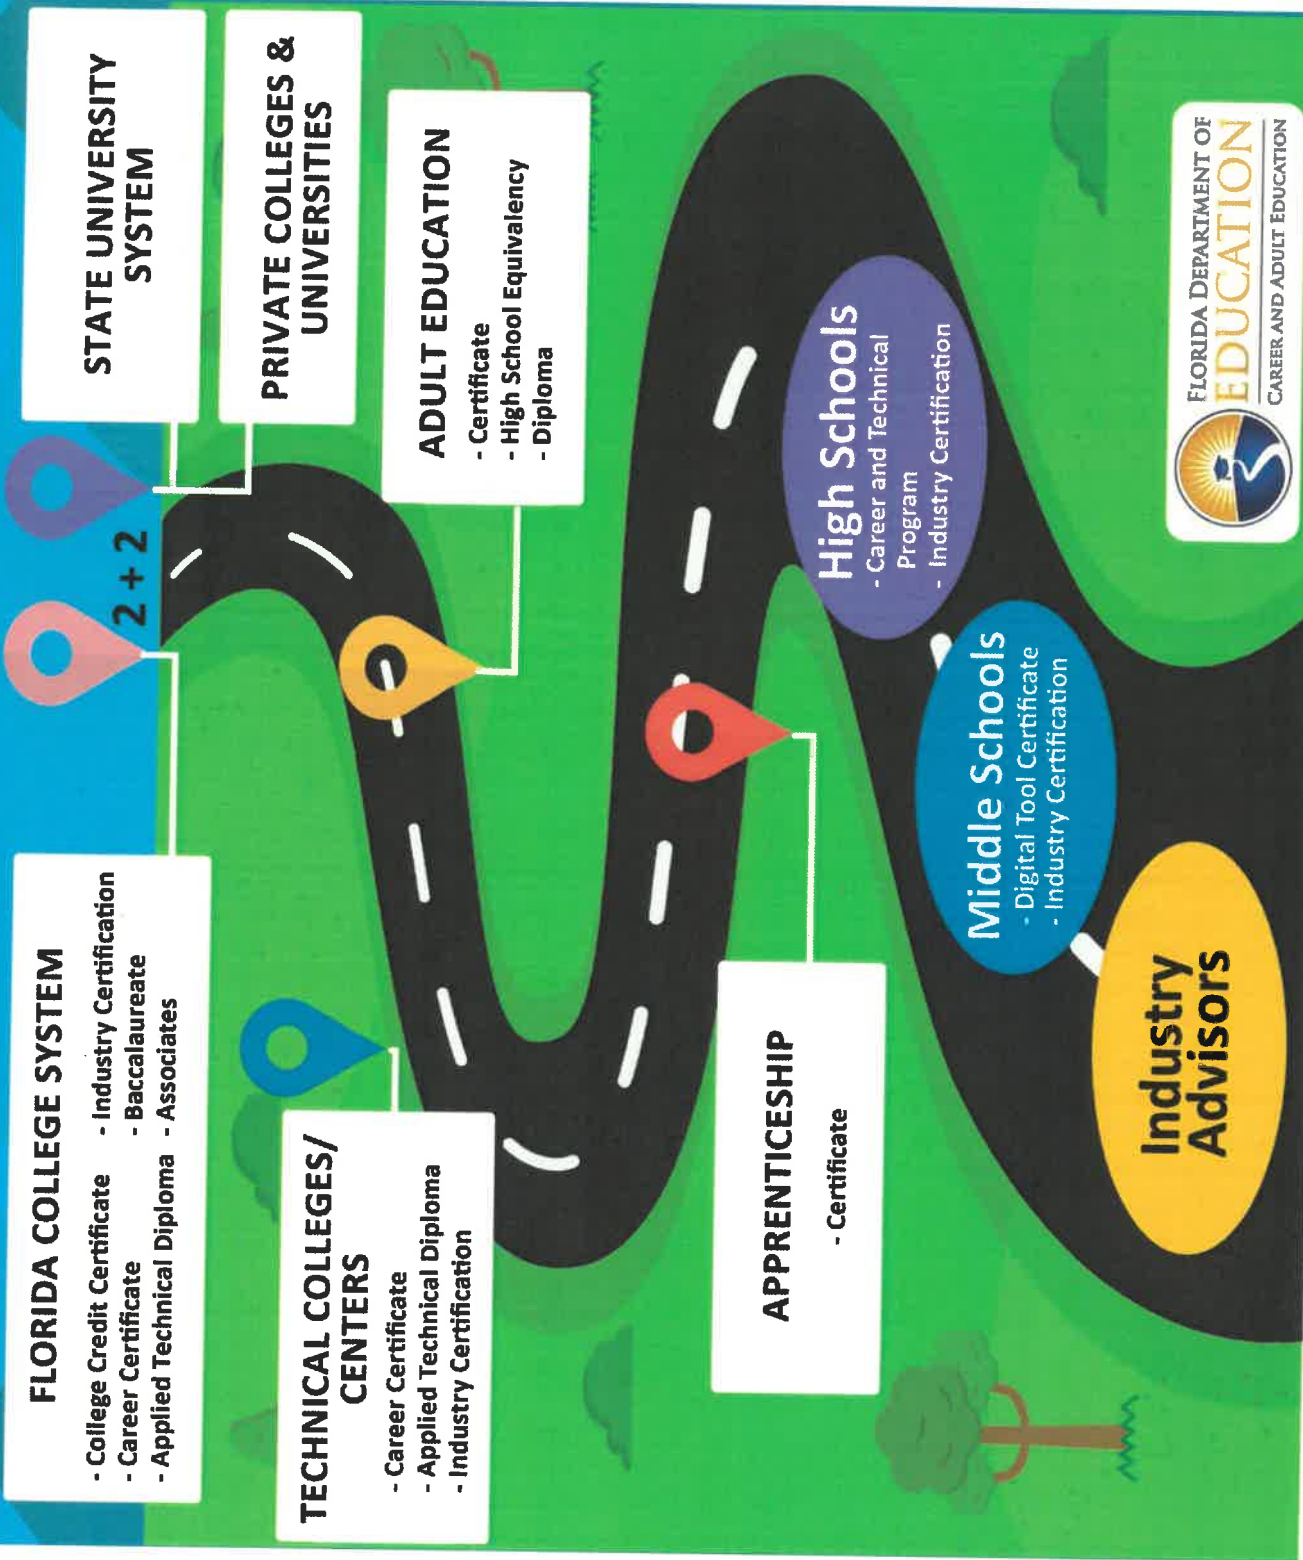 FLORIDA COLLEGE SYSTEM
- College Credit Certificate
- Career Certificate
- Applied Technical Diploma
- Industry Certification
- Baccalaureate
- Associates
2 + 2
STATE UNIVERSITY
SYSTEM
PRIVATE COLLEGES &
UNIVERSITIES
TECHNICAL COLLEGES/
CENTERS
- Career Certificate
- Applied Technical Diploma
- Industry Certification
ADULT EDUCATION
- Certificate
- High School Equivalency
- Diploma
APPRENTICESHIP
- Certificate
High Schools
- Career and Technical
Program
- Industry Certification
Middle Schools
- Digital Tool Certificate
- Industry Certification
Industry
Advisors
FLORIDA DEPARTMENT OF
EDUCATION
CAREER AND ADULT EDUCATION